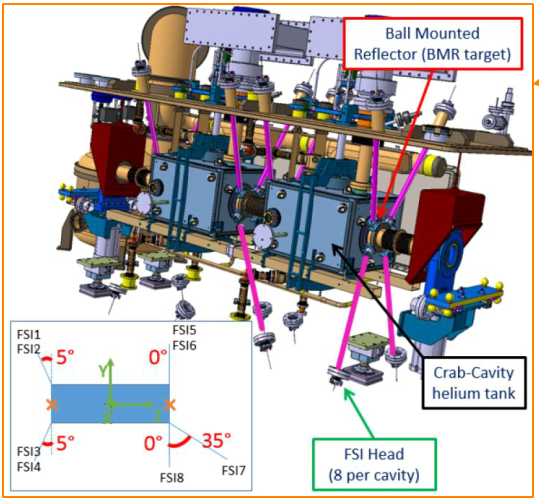 Ball Mounted
Reflector (BMR target)
FSI1
FSI2
5°
0°
FSI5
FSI6
Y
X
Z
5°
0°
35°
FSI3
FSI4
FSI8
FSI7
Crab-Cavity
helium tank
FSI Head
(8 per cavity)